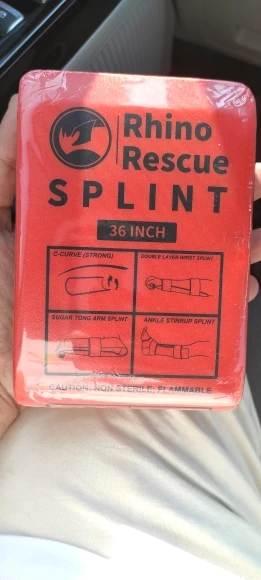 Rhino
Rescue
SPLINT
36 INCH
C-CURVE (STRONG)
DOUBLE LAYER WRIST SPLINT
SUGAR TONG ARM SPLINT
ANKLE STIRRUP SPLINT
CAUTION: NON STERILE: FLAMMABLE